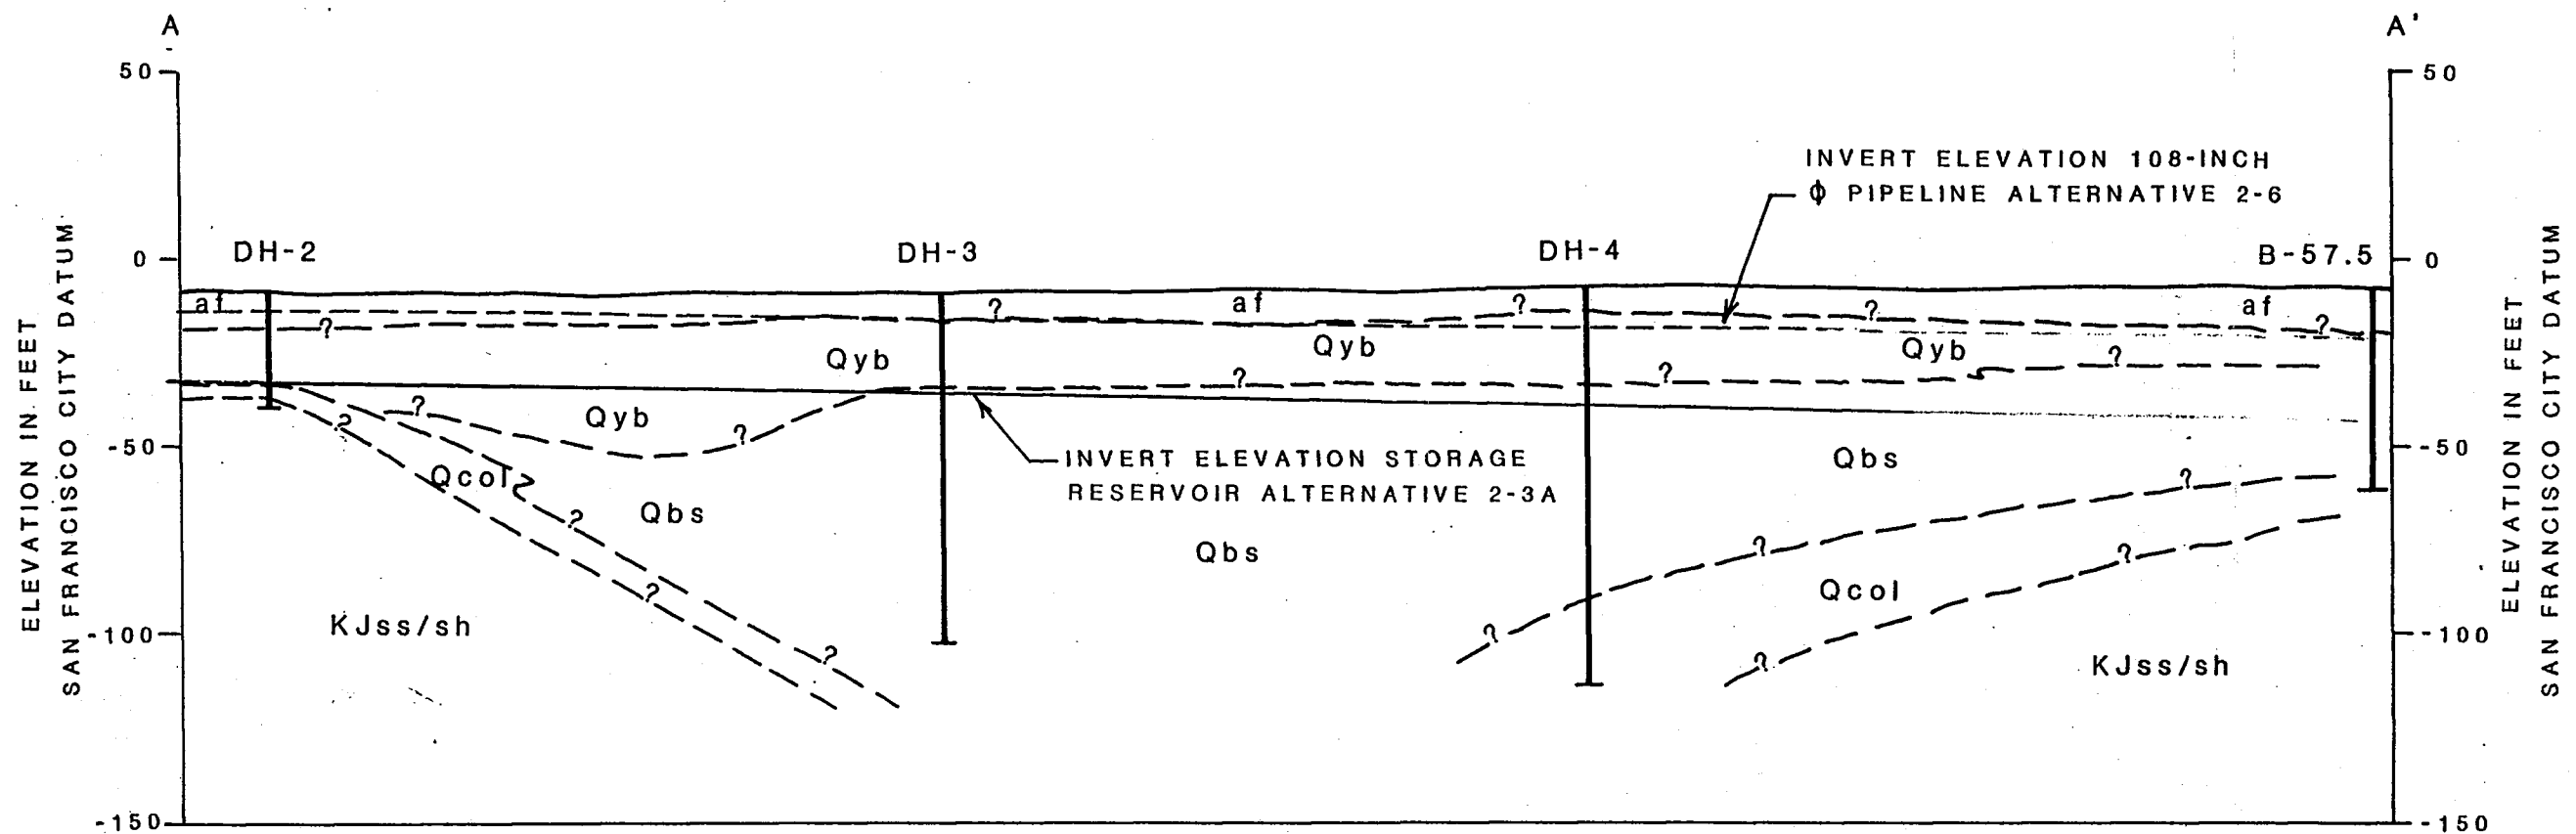 A
A'
50
50
INVERT ELEVATION 108-INCH
ϕ PIPELINE ALTERNATIVE 2-6
0
DH-2
DH-3
DH-4
B-57.5
0
af
?
af
?
?
af
?
?
Qyb
Qyb
Qyb
?
?
?
?
Qyb
?
?
-50
-50
INVERT ELEVATION STORAGE
RESERVOIR ALTERNATIVE 2-3A
Qbs
Qcol
?
Qbs
?
Qbs
?
?
?
Qcol
KJss/sh
-100
-100
?
?
?
KJss/sh
-150
-150
ELEVATION IN FEET
SAN FRANCISCO CITY DATUM
ELEVATION IN FEET
SAN FRANCISCO CITY DATUM